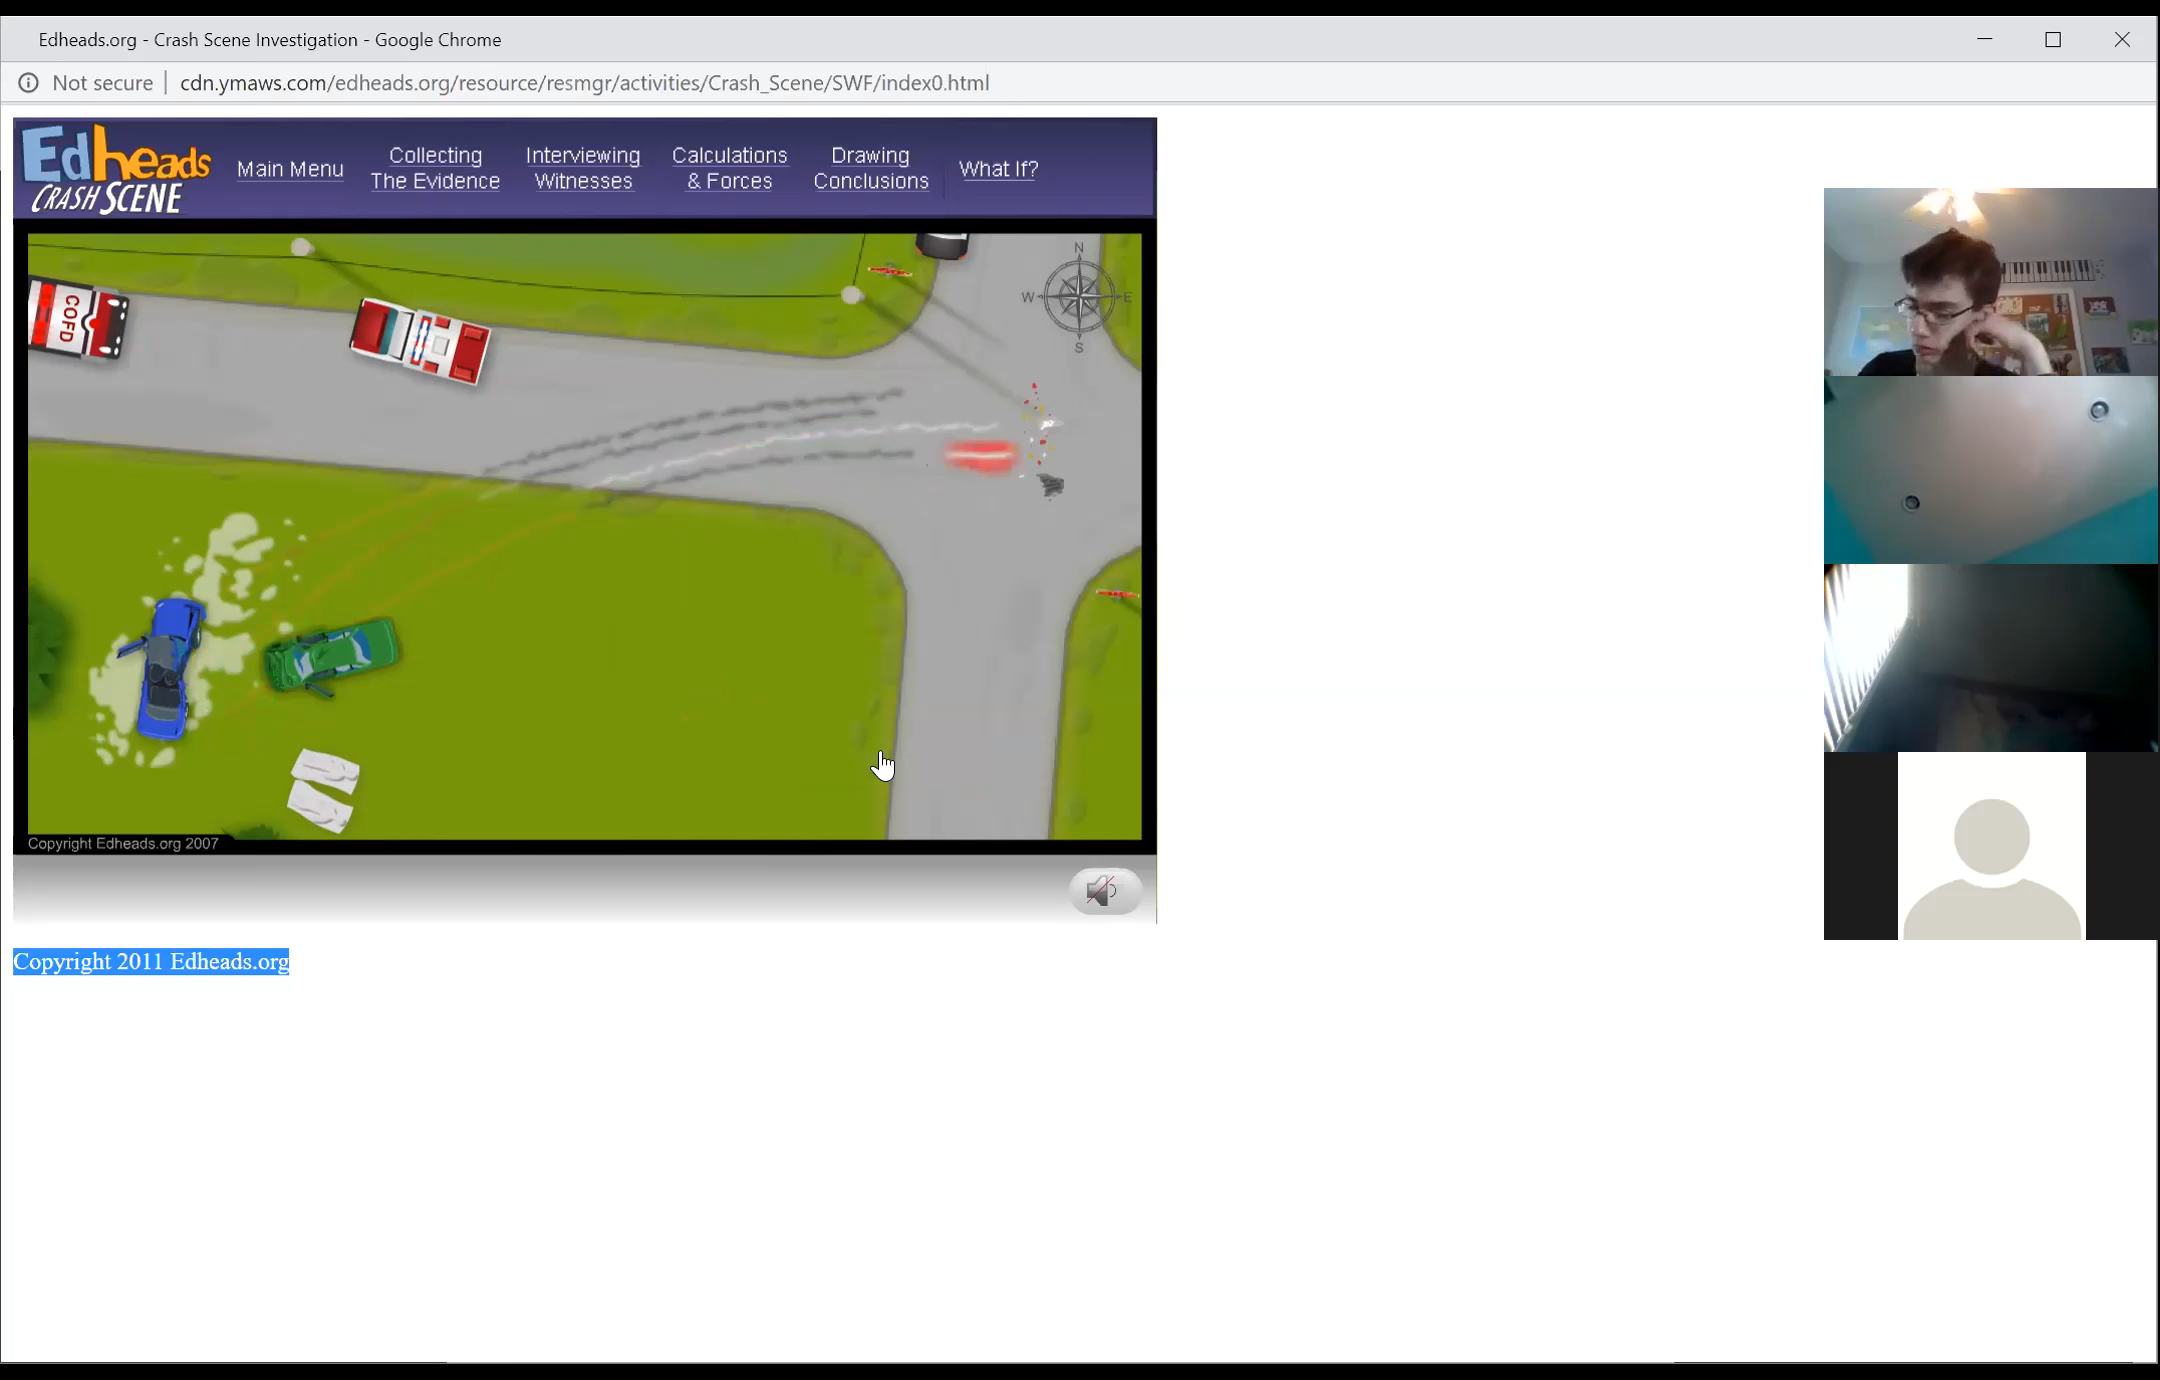 Edheads.org - Crash Scene Investigation - Google Chrome
Not secure
cdn.ymaws.com/edheads.org/resource/resmgr/activities/Crash_Scene/SWF/index0.html
Edheads
CRASH SCENE
Main Menu
Collecting
The Evidence
Interviewing
Witnesses
Calculations
& Forces
Drawing
Conclusions
What If?
N
W
E
S
COFD
Copyright Edheads.org 2007
Copyright 2011 Edheads.org